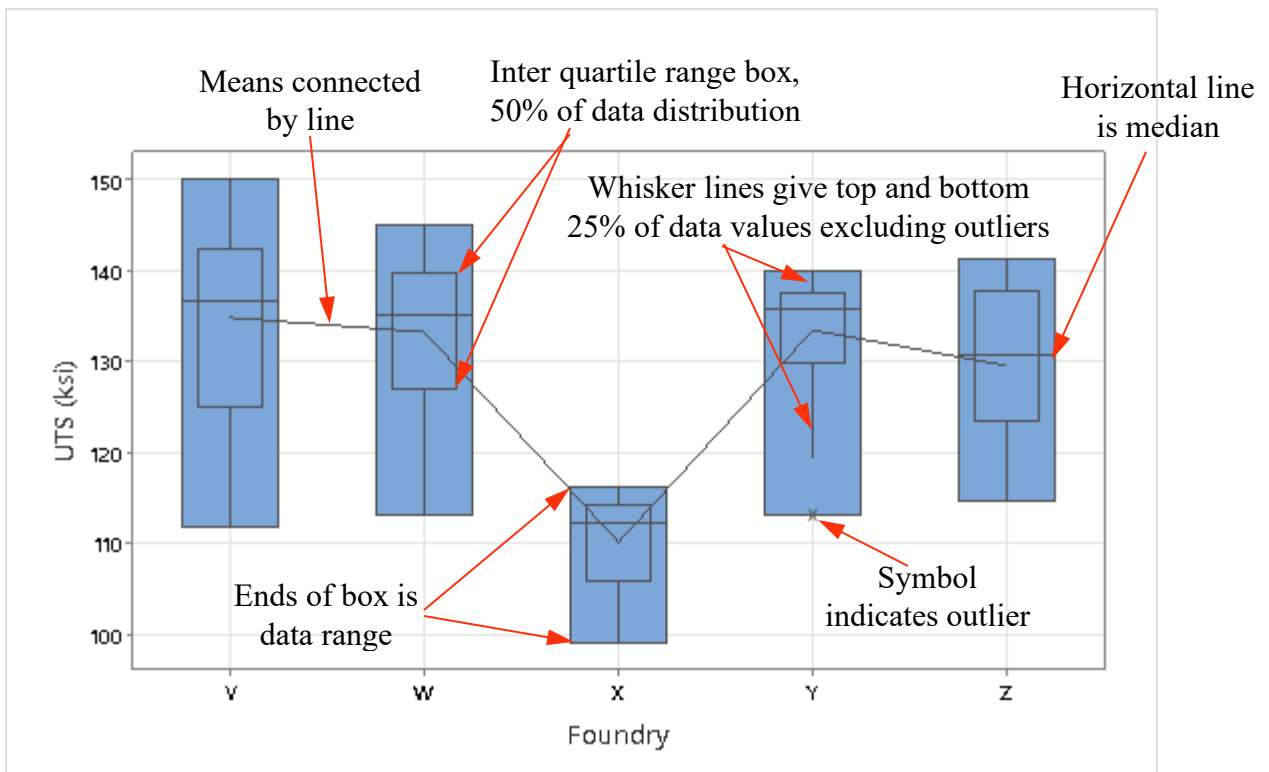 Means connected
by line
Inter quartile range box,
50% of data distribution
Horizontal line
is median
Whisker lines give top and bottom
25% of data values excluding outliers
150
140
130
120
110
100
UTS (ksi)
Ends of box is
data range
Symbol
indicates outlier
V
W
X
Y
Z
Foundry